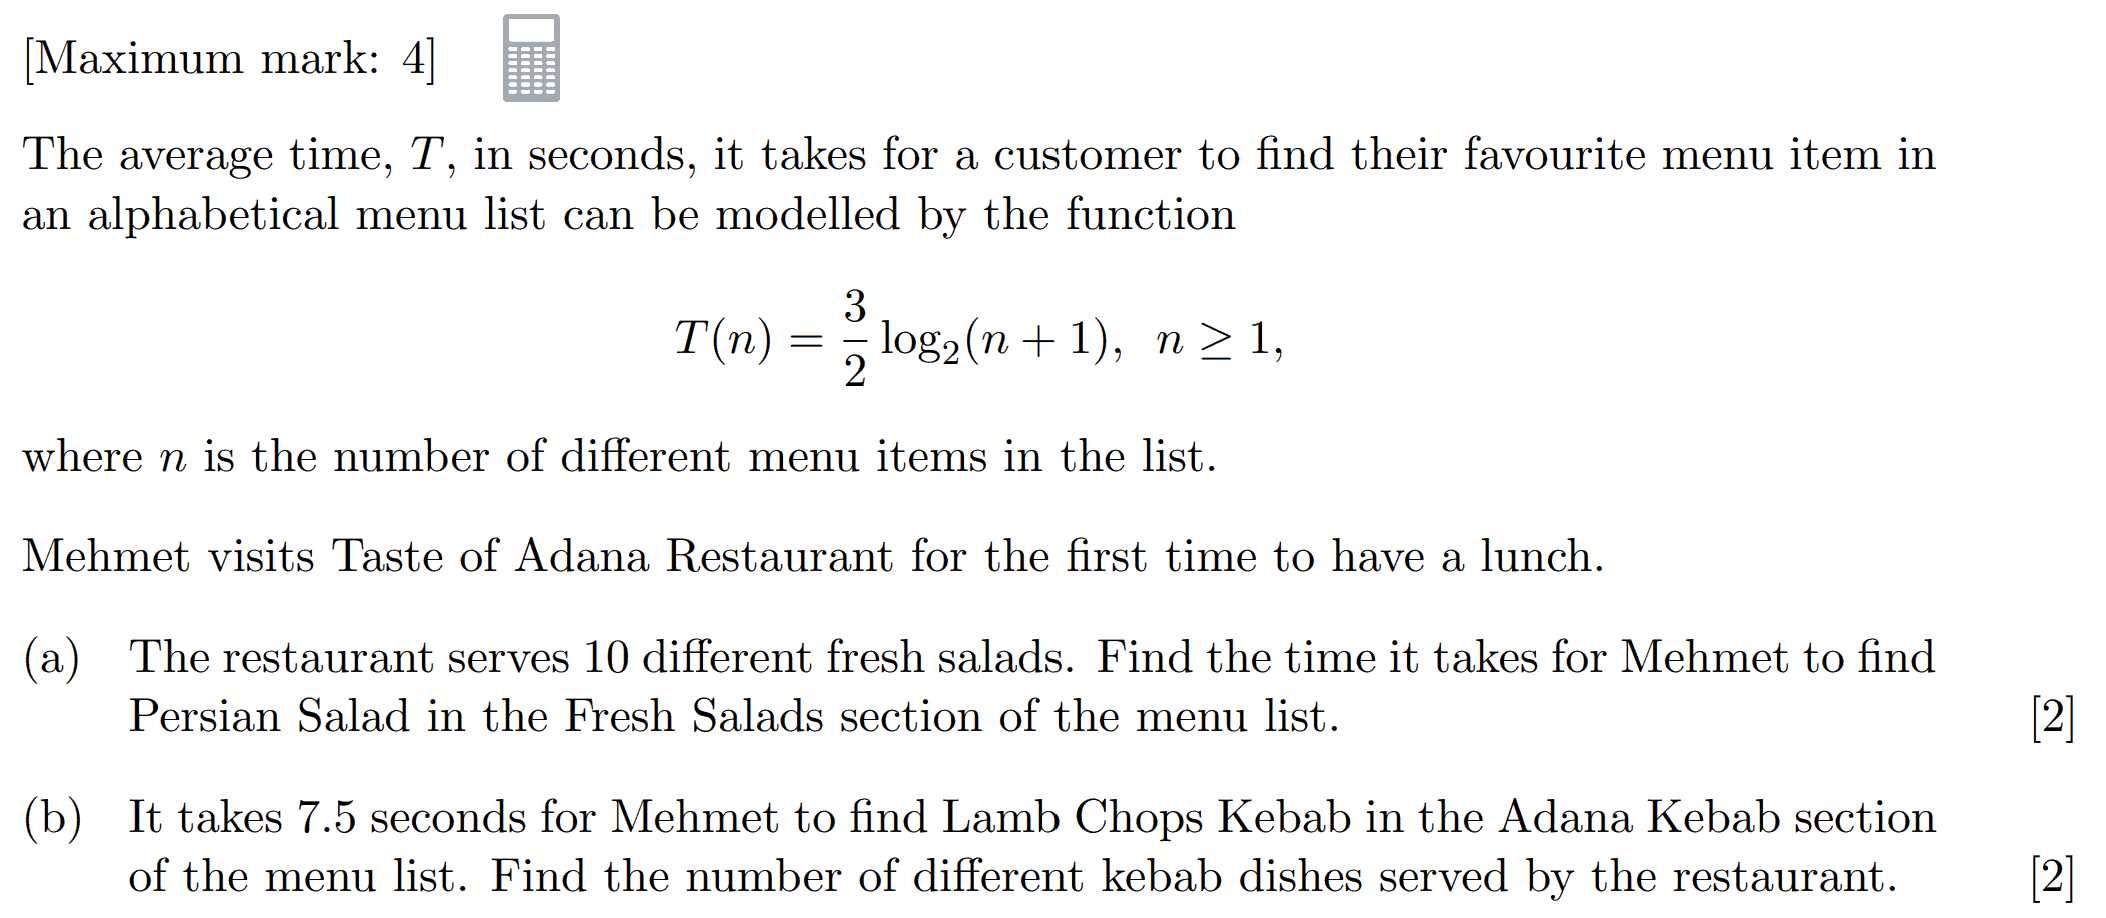 [Maximum mark: 4]
The average time, T, in seconds, it takes for a customer to find their favourite menu item in
an alphabetical menu list can be modelled by the function
T(n) = \frac{3}{2} \log_2(n + 1), n ≥ 1,
where n is the number of different menu items in the list.
Mehmet visits Taste of Adana Restaurant for the first time to have a lunch.
(a) The restaurant serves 10 different fresh salads. Find the time it takes for Mehmet to find
Persian Salad in the Fresh Salads section of the menu list. [2]
(b) It takes 7.5 seconds for Mehmet to find Lamb Chops Kebab in the Adana Kebab section
of the menu list. Find the number of different kebab dishes served by the restaurant. [2]